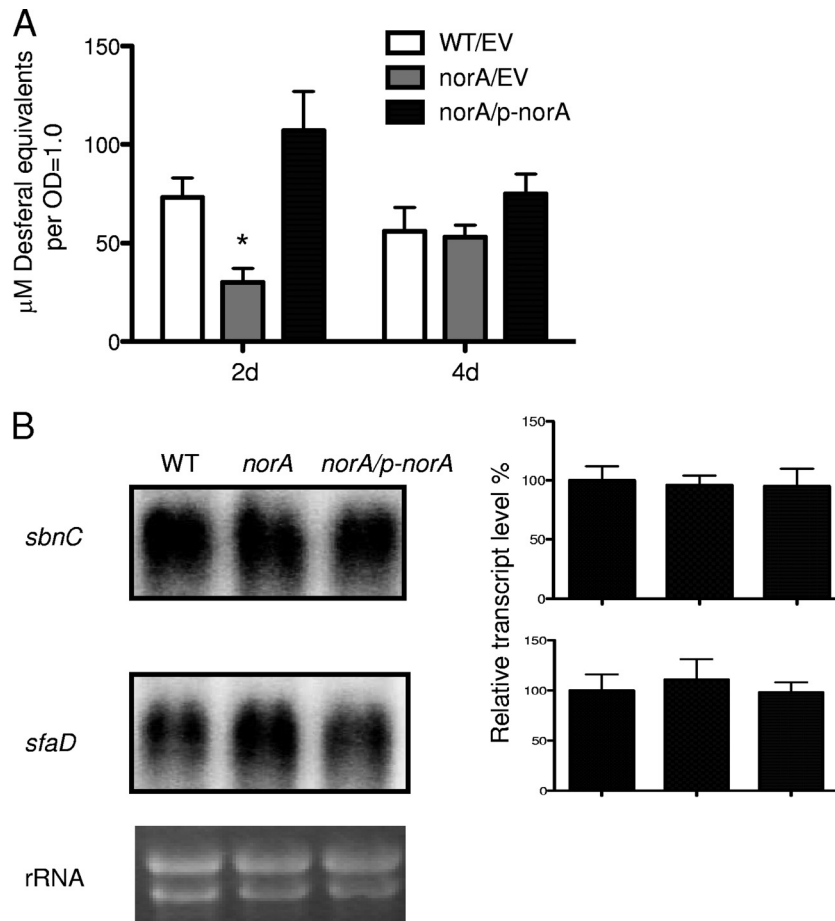 A
µM Desferal equivalents
per OD=1.0
150
100
50
0
WT/EV
norA/EV
norA/p-norA
*
2d
4d
B
WT norA norA/p-norA
sbnC
sfaD
rRNA
Relative transcript level %
150
100
50
0
150
100
50
0